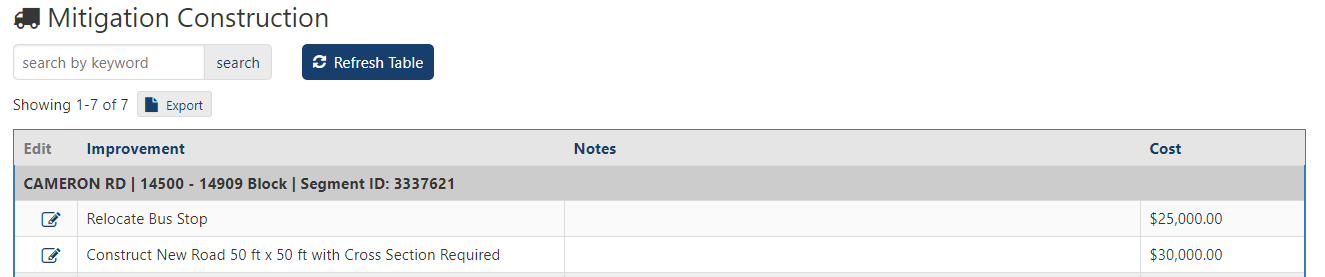 Mitigation Construction
search by keyword search Refresh Table
Showing 1-7 of 7 Export
Edit Improvement Notes Cost
CAMERON RD | 14500 - 14909 Block | Segment ID: 3337621
Relocate Bus Stop $25,000.00
Construct New Road 50 ft x 50 ft with Cross Section Required $30,000.00